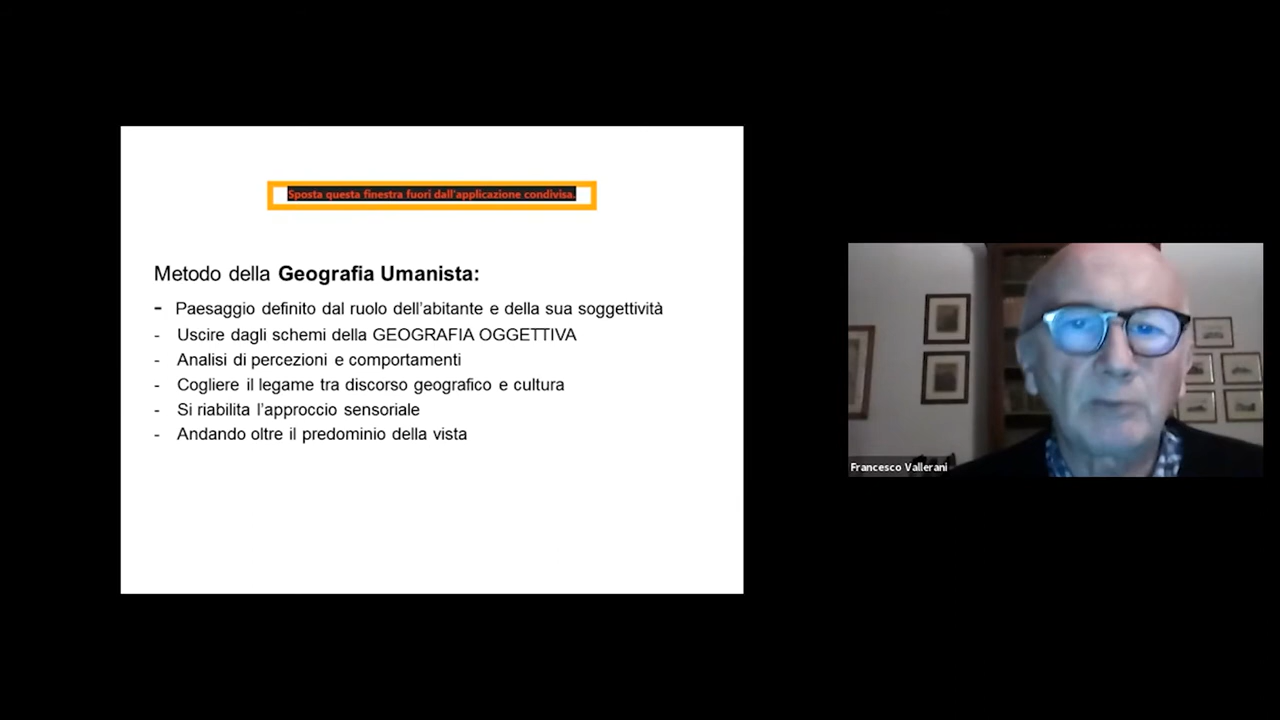 Sposta questa finestra fuori dall'applicazione condivisa.
Metodo della Geografia Umanista:
- Paesaggio definito dal ruolo dell’abitante e della sua soggettività
- Uscire dagli schemi della GEOGRAFIA OGGETTIVA
- Analisi di percezioni e comportamenti
- Cogliere il legame tra discorso geografico e cultura
- Si riabilita l’approccio sensoriale
- Andando oltre il predominio della vista
Francesco Vallerani